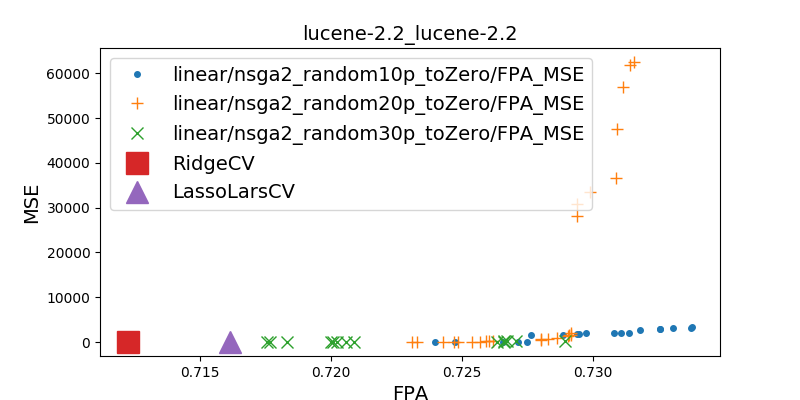 lucene-2.2_lucene-2.2
linear/nsga2_random10p_toZero/FPA_MSE
linear/nsga2_random20p_toZero/FPA_MSE
linear/nsga2_random30p_toZero/FPA_MSE
RidgeCV
LassoLarsCV
MSE
60000
50000
40000
30000
20000
10000
0
0.715
0.720
0.725
0.730
FPA